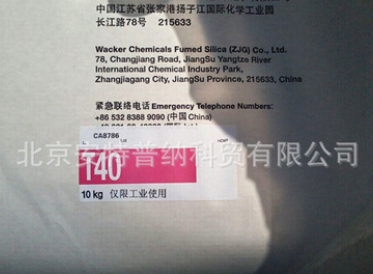 中国江苏省张家港扬子江国际化学工业园
长江路78号 215633
Wacker Chemicals Fumed Silica (ZJG) Co., Ltd.
78, Changjiang Road, JiangSu Yangtze River
International Chemical Industry Park,
Zhangjiagang City, JiangSu Province, 215631, China
紧急联络电话 Emergency Telephone Numbers:
+86 532 8388 9090 (中国 China)
CA8786
T40
10 kg 仅限工业使用
北京安特普纳科贸有限公司